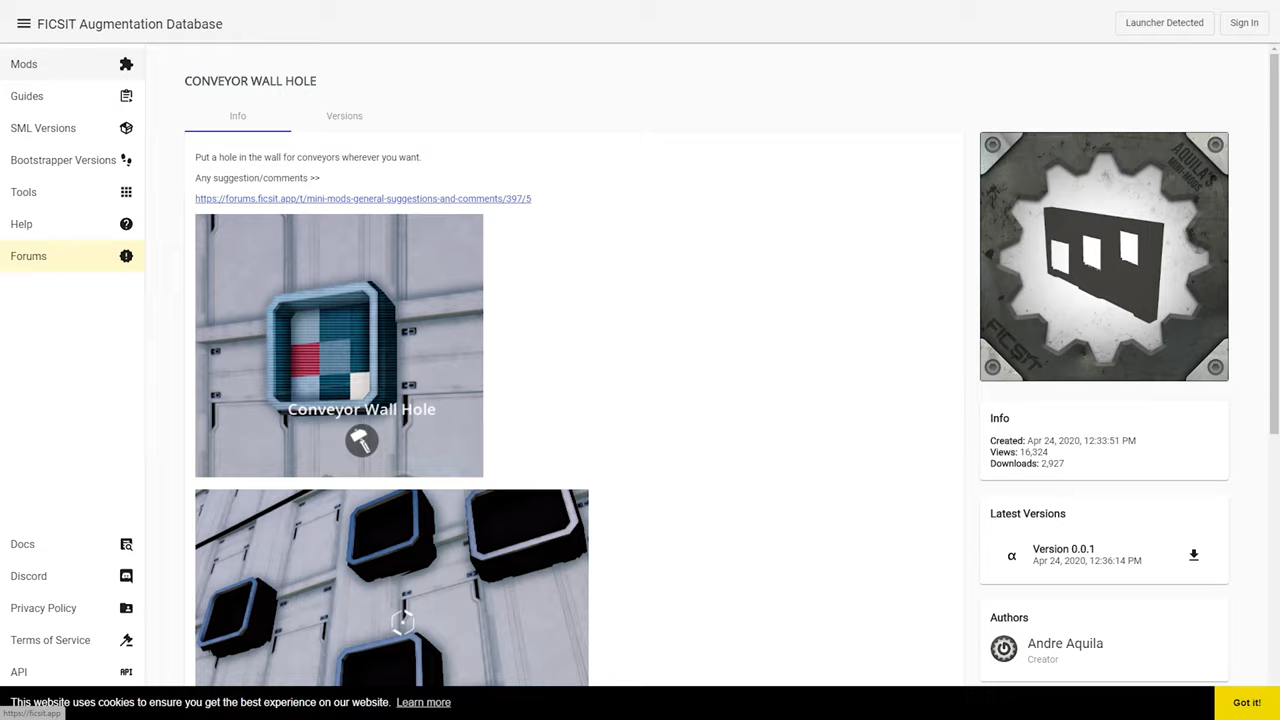 FICSIT Augmentation Database
Launcher Detected
Sign In
Mods
Guides
SML Versions
Bootstrapper Versions
Tools
Help
Forums
CONVEYOR WALL HOLE
Info
Versions
Put a hole in the wall for conveyors wherever you want.
Any suggestion/comments >>
https://forums.ficsit.app/t/mini-mods-general-suggestions-and-comments/397/5
Conveyor Wall Hole
AQUILA'S
MINI-MODS
FICSIT
Info
Created: Apr 24, 2020, 12:33:51 PM
Views: 16,324
Downloads: 2,927
Latest Versions
α
Version 0.0.1
Apr 24, 2020, 12:36:14 PM
Authors
Andre Aquila
Creator
Docs
Discord
Privacy Policy
Terms of Service
API
API
This website uses cookies to ensure you get the best experience on our website. Learn more
Got it!
https://ficsit.app